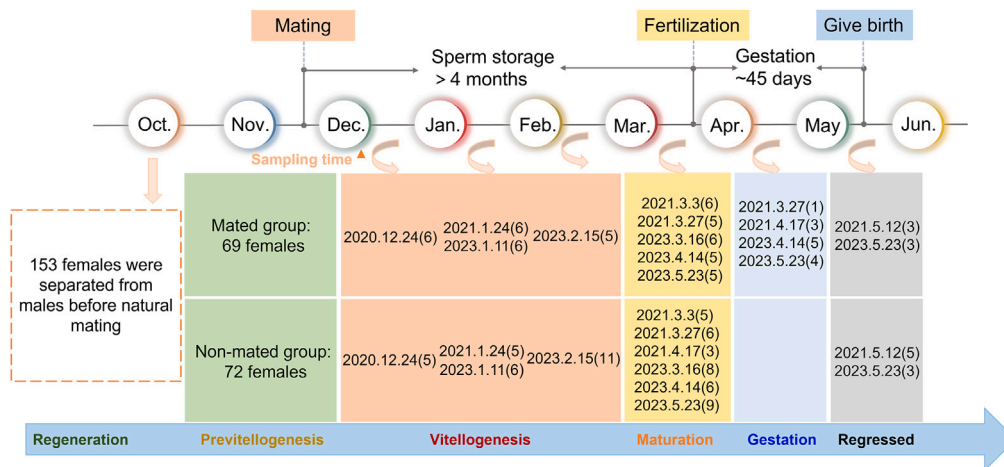 Mating
Fertilization
Give birth
Sperm storage
> 4 months
Gestation
~45 days
Oct.
Nov.
Dec.
Jan.
Feb.
Mar.
Apr.
May
Jun.
Sampling time
153 females were
separated from
males before natural
mating
Mated group:
69 females
2020.12.24(6)
2021.1.24(6)
2023.1.11(6)
2023.2.15(5)
2021.3.3(6)
2021.3.27(5)
2023.3.16(6)
2023.4.14(5)
2023.5.23(5)
2021.3.27(1)
2021.4.17(3)
2023.4.14(5)
2023.5.23(4)
2021.5.12(3)
2023.5.23(3)
Non-mated group:
72 females
2020.12.24(5)
2021.1.24(5)
2023.1.11(6)
2023.2.15(11)
2021.3.3(5)
2021.3.27(6)
2021.4.17(3)
2023.3.16(8)
2023.4.14(6)
2023.5.23(9)
2021.5.12(5)
2023.5.23(3)
Regeneration
Previtellogenesis
Vitellogenesis
Maturation
Gestation
Regressed